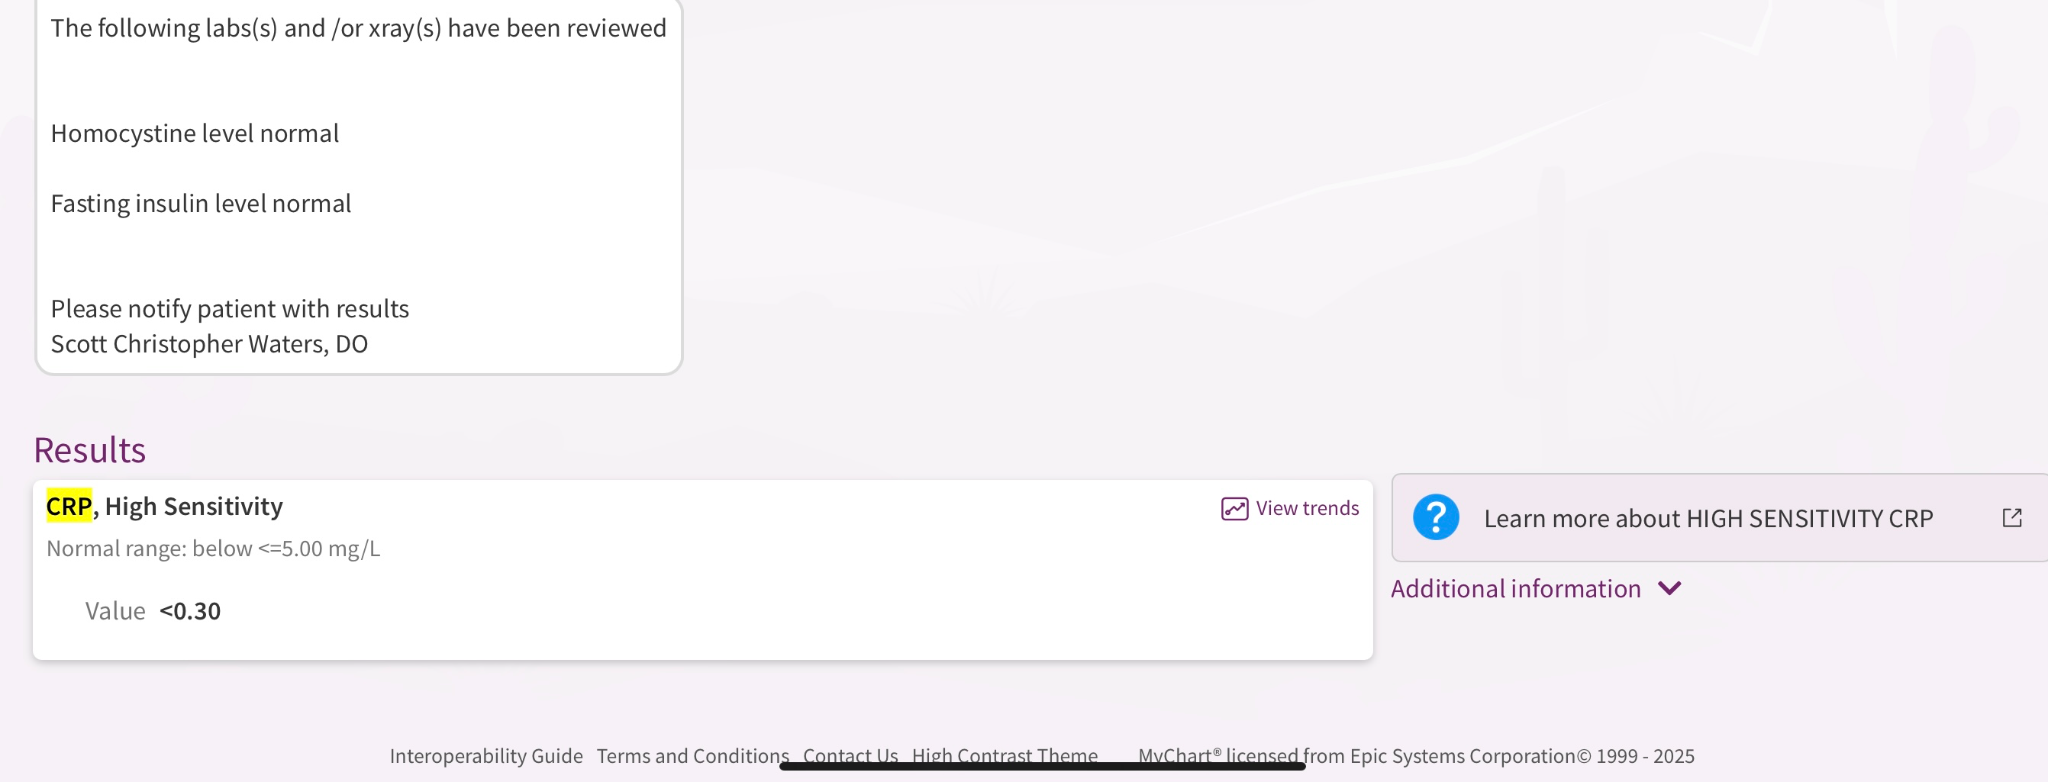 The following labs(s) and /or xray(s) have been reviewed
Homocystine level normal
Fasting insulin level normal
Please notify patient with results
Scott Christopher Waters, DO
Results
CRP, High Sensitivity
View trends
Normal range: below <=5.00 mg/L
Value <0.30
Learn more about HIGH SENSITIVITY CRP
Additional information
Interoperability Guide Terms and Conditions Contact Us High Contrast Theme MyChart® licensed from Epic Systems Corporation© 1999 - 2025